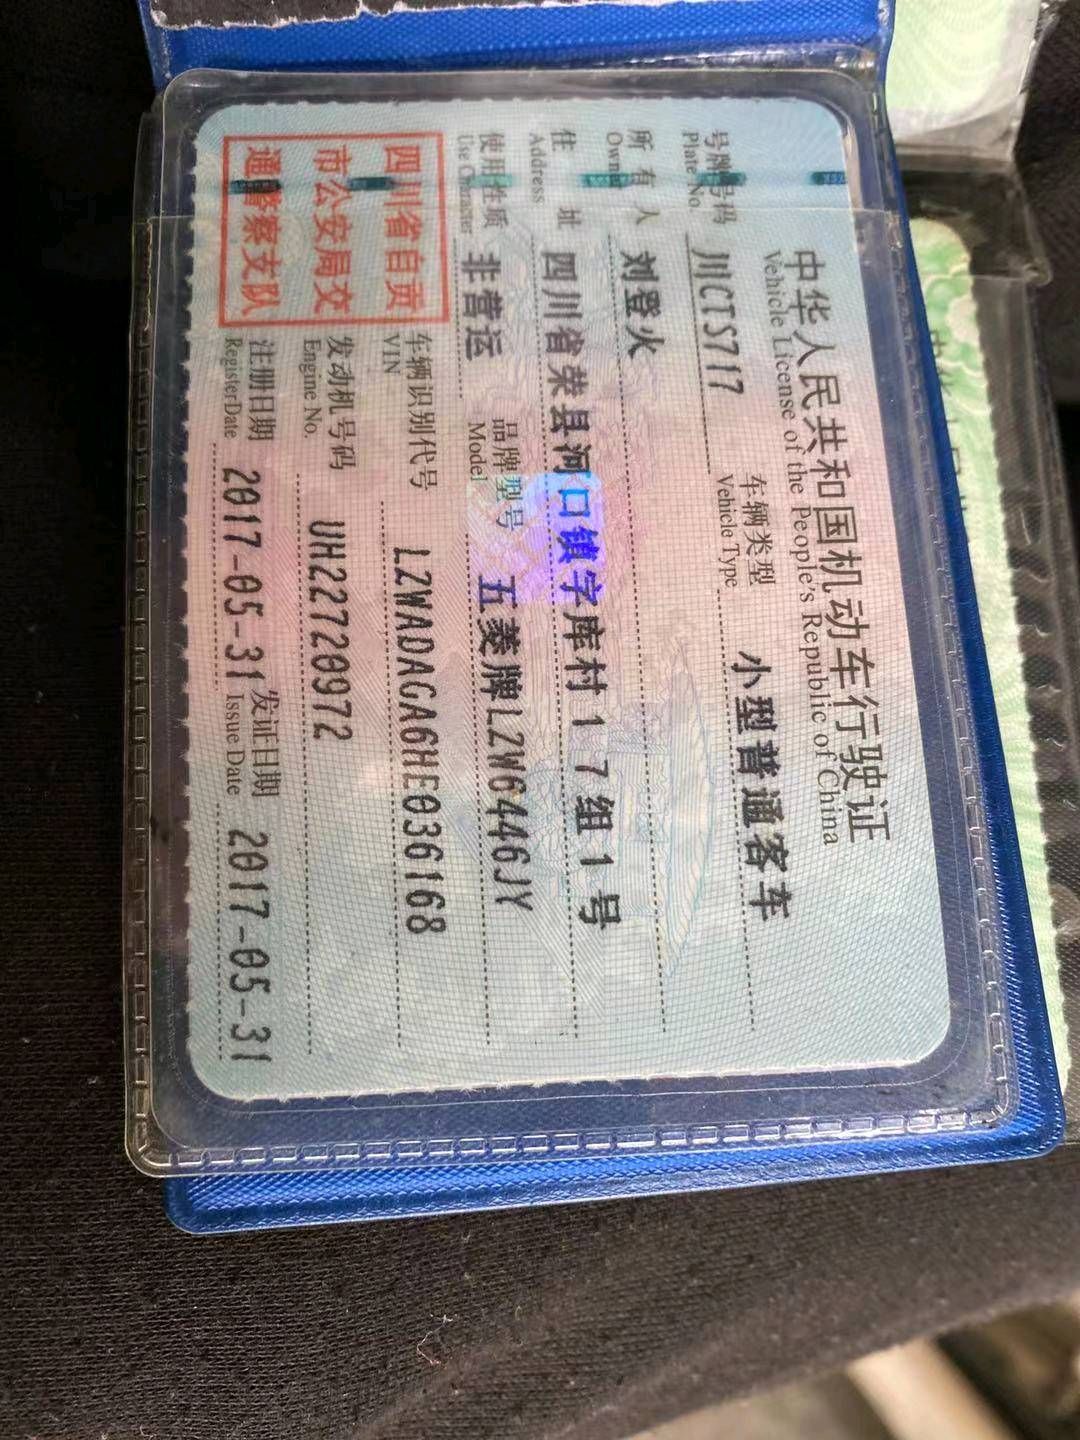 中华人民共和国机动车行驶证
Vehicle License of the People's Republic of China
号牌号码 川CTS717 车辆类型 小型普通客车
Plate No. Vehicle Type
所有人 刘登火
Owner
住址 四川省荣县河口镇字库村17组1号
Address
使用性质 非营运 品牌型号 五菱牌LZW6446JY
Use Character Model
四川省自贡
市公安局交
通警察支队
车辆识别代号 LZWADAGA6HE036168
VIN
发动机号码 UH22720972
Engine No.
注册日期 2017-05-31 发证日期 2017-05-31
Register Date Issue Date